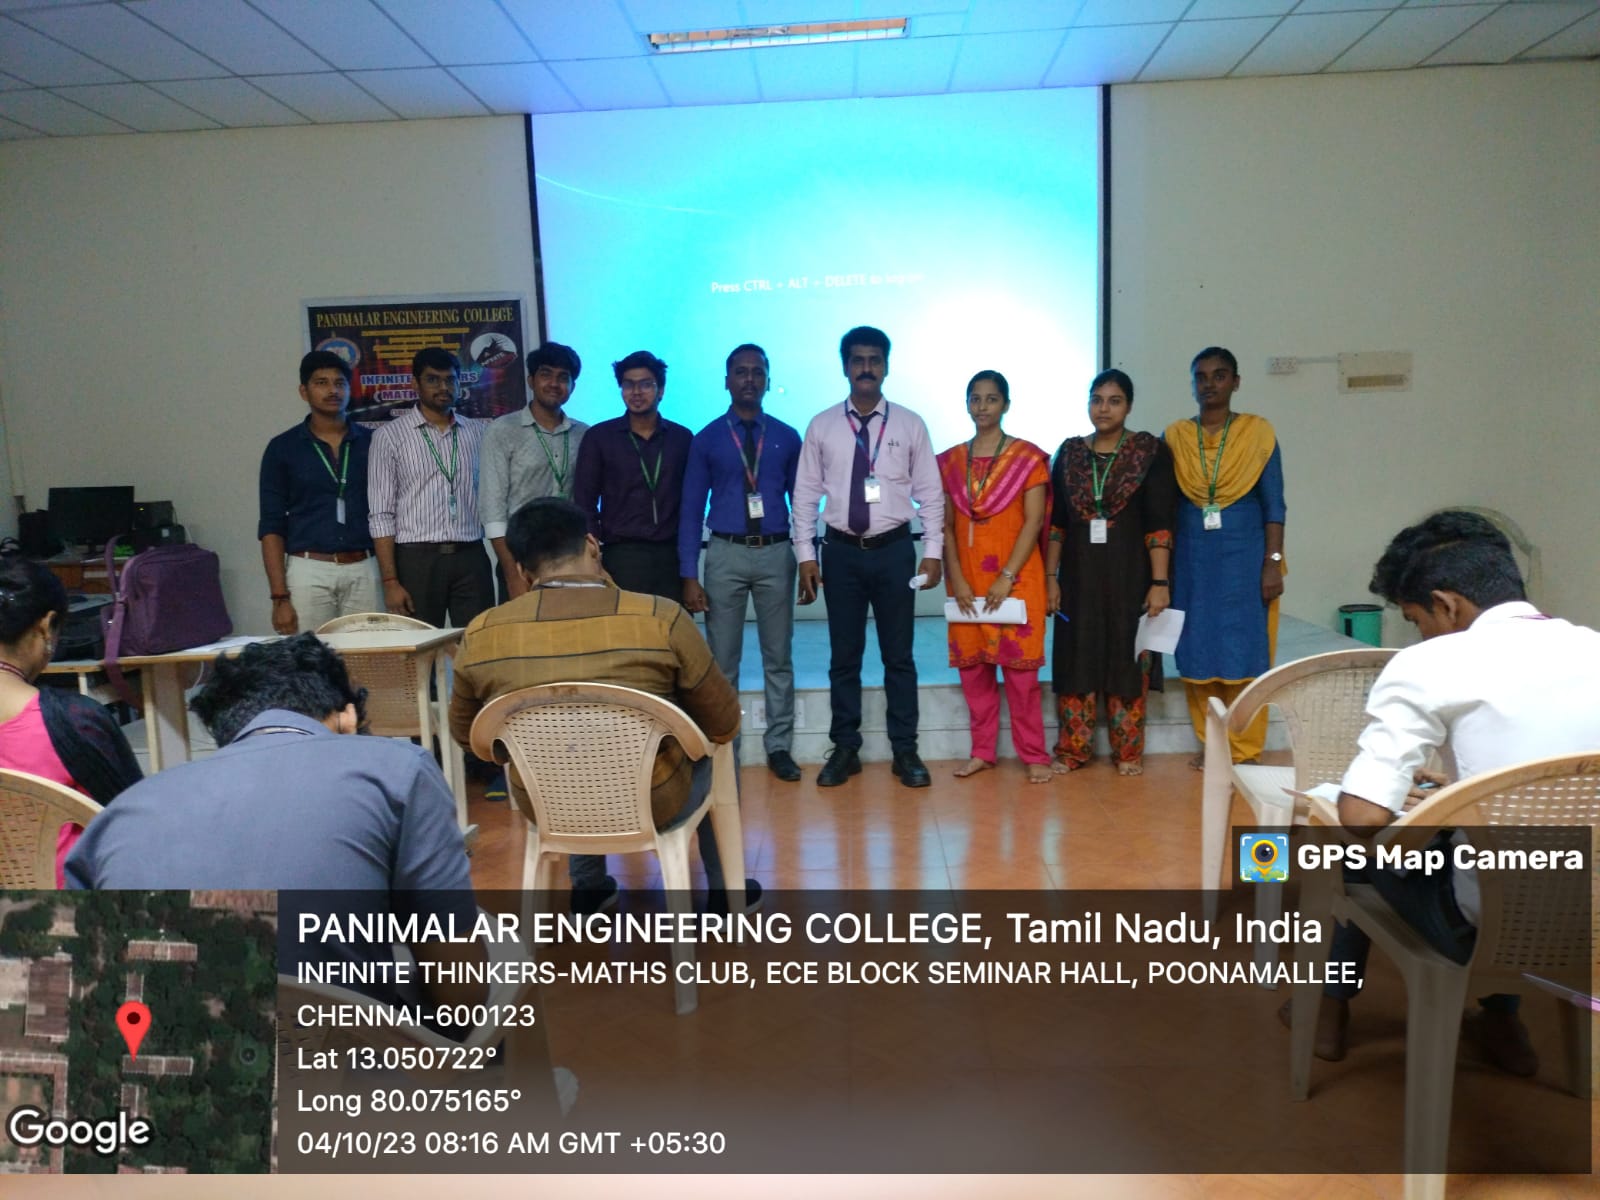 Press CTRL + ALT + DELETE to
PANIMALAR ENGINEERING COLLEGE
INFINITE
MATH
GPS Map Camera
PANIMALAR ENGINEERING COLLEGE, Tamil Nadu, India
INFINITE THINKERS-MATHS CLUB, ECE BLOCK SEMINAR HALL, POONAMALLEE,
CHENNAI-600123
Lat 13.050722°
Long 80.075165°
04/10/23 08:16 AM GMT +05:30
Google